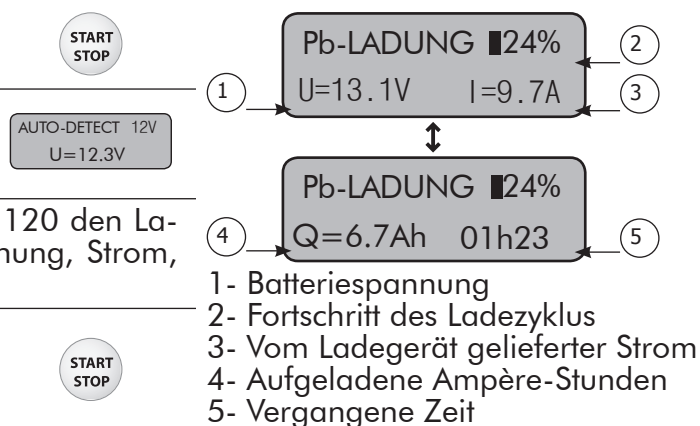 START
STOP
AUTO-DETECT 12V
U=12.3V
120 den La-
nung, Strom,
START
STOP
Pb-LADUNG 24%
U=13.1V I=9.7A
1
2
3
Pb-LADUNG 24%
Q=6.7Ah 01h23
4
5
1- Batteriespannung
2- Fortschritt des Ladezyklus
3- Vom Ladegerät gelieferter Strom
4- Aufgeladene Ampère-Stunden
5- Vergangene Zeit